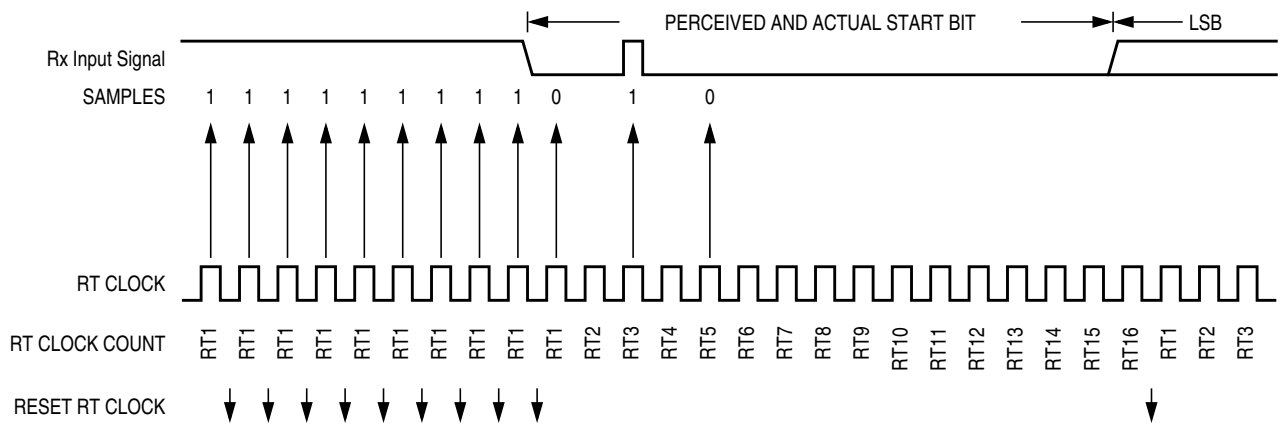 PERCEIVED AND ACTUAL START BIT LSB
Rx Input Signal
SAMPLES 1 1 1 1 1 1 1 1 1 0 1 0
RT CLOCK
RT CLOCK COUNT RT1 RT1 RT1 RT1 RT1 RT1 RT1 RT1 RT1 RT1 RT2 RT3 RT4 RT5 RT6 RT7 RT8 RT9 RT10 RT11 RT12 RT13 RT14 RT15 RT16 RT1 RT2 RT3
RESET RT CLOCK